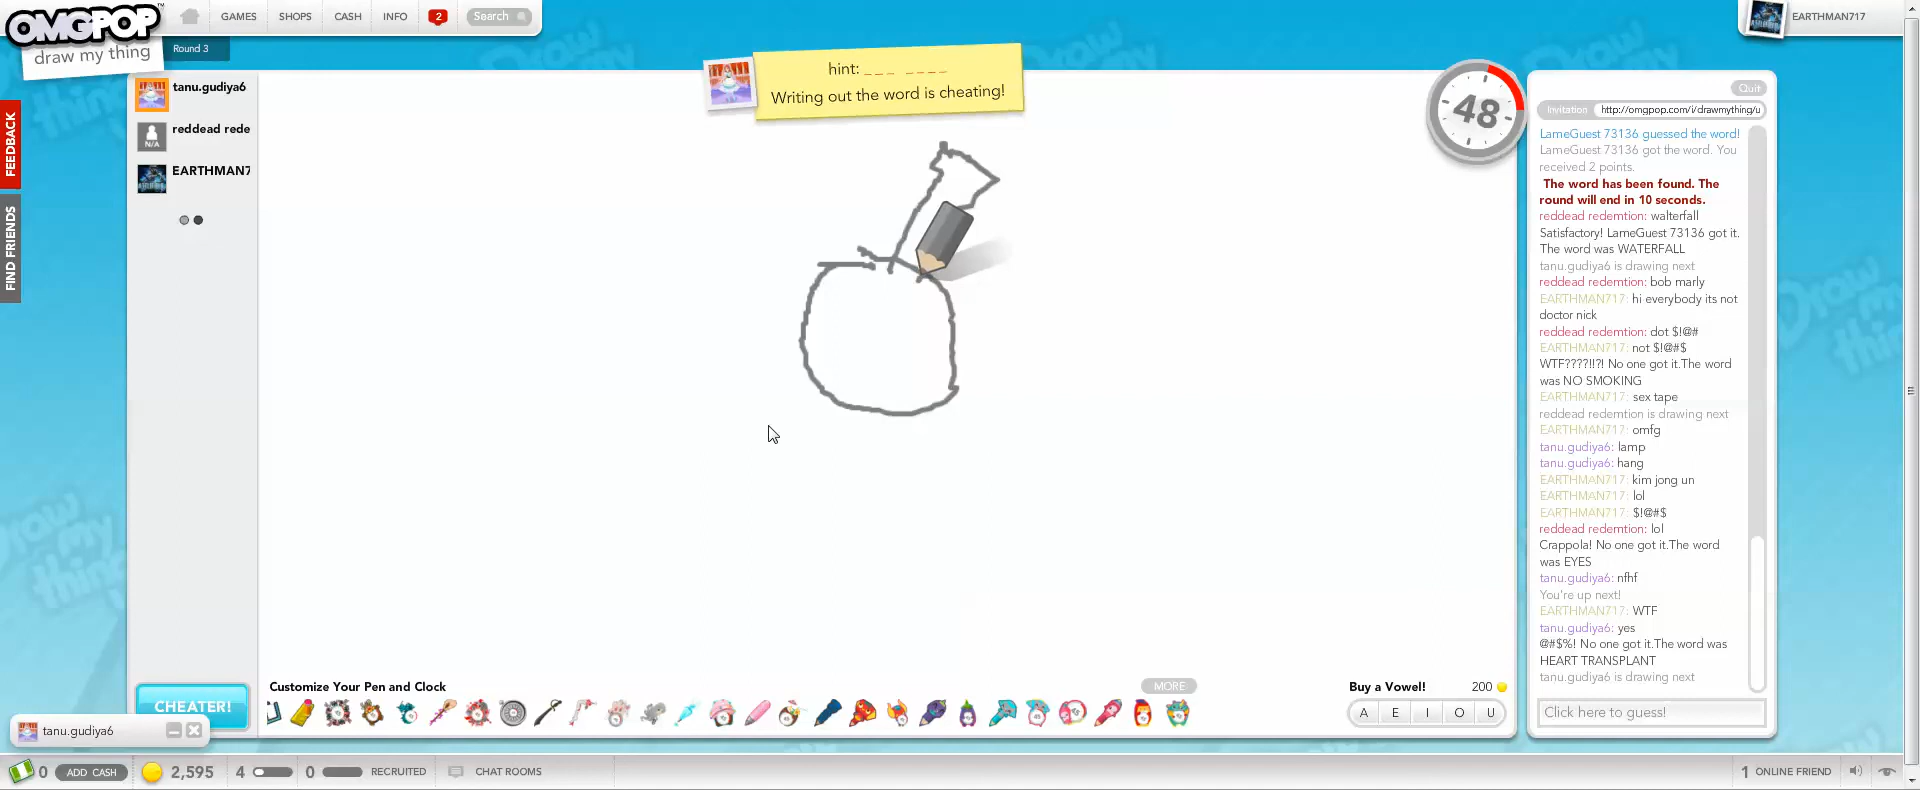 OMGPOP™
draw my thing
GAMES
SHOPS
CASH
INFO
2
Search
EARTHMAN717
Round 3
FEEDBACK
FIND FRIENDS
tanu.gudiya6
N/A
reddead rede
EARTHMAN7
hint: _ _ _  _ _ _ _
Writing out the word is cheating!
48
Quit
Invitation http://omgpop.com/i/drawmything/u
LameGuest 73136 guessed the word!
LameGuest 73136 got the word. You
received 2 points.
The word has been found. The
round will end in 10 seconds.
reddead redemtion: walterfall
Satisfactory! LameGuest 73136 got it.
The word was WATERFALL
tanu.gudiya6 is drawing next
reddead redemtion: bob marly
EARTHMAN717: hi everybody its not
doctor nick
reddead redemtion: dot $!@#
EARTHMAN717: not $!@#$
WTF????!!?! No one got it.The word
was NO SMOKING
EARTHMAN717: sex tape
reddead redemtion is drawing next
EARTHMAN717: omfg
tanu.gudiya6: lamp
tanu.gudiya6: hang
EARTHMAN717: kim jong un
EARTHMAN717: lol
EARTHMAN717: $!@#$
reddead redemtion: lol
Crappola! No one got it.The word
was EYES
tanu.gudiya6: nfhf
You're up next!
EARTHMAN717: WTF
tanu.gudiya6: yes
@#$%! No one got it.The word was
HEART TRANSPLANT
tanu.gudiya6 is drawing next
Click here to guess!
Customize Your Pen and Clock
MORE
Buy a Vowel!
200
A E I O U
CHEATER!
tanu.gudiya6
0
ADD CASH
2,595
4
0
RECRUITED
CHAT ROOMS
1 ONLINE FRIEND